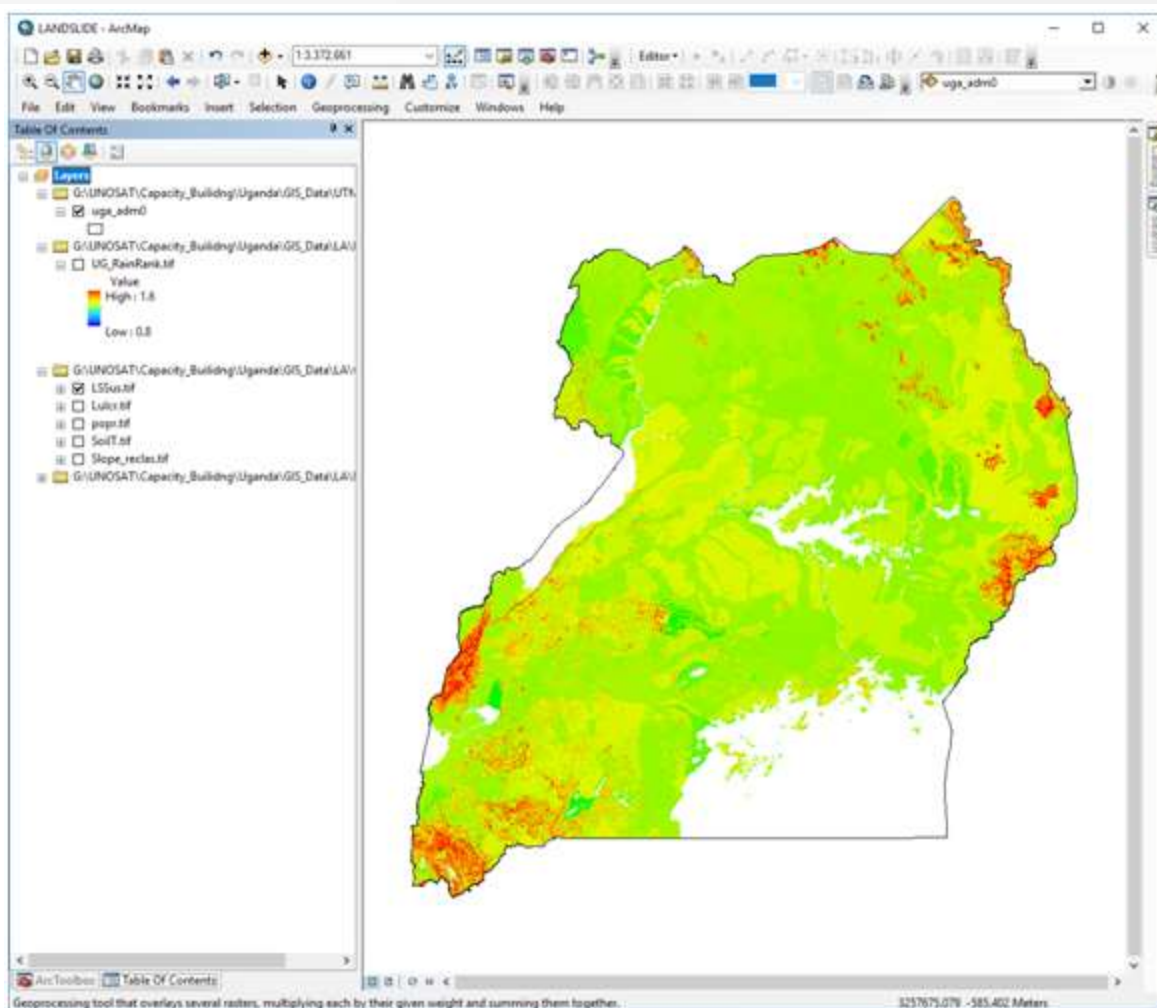 LANDSLIDE - ArcMap
1:3.372.661
Editor
uga_adm0
File Edit View Bookmarks Insert Selection Geoprocessing Customize Windows Help
Table Of Contents
Layers
G:\UNOSAT\Capacity_Builidng\Uganda\GIS_Data\UTM
uga_adm0
G:\UNOSAT\Capacity_Builidng\Uganda\GIS_Data\LA\
UG_RainRank.tif
Value
High : 1.6
Low : 0.8
G:\UNOSAT\Capacity_Builidng\Uganda\GIS_Data\LA\
LSSus.tif
Lulcr.tif
popr.tif
SoilT.tif
Slope_reclas.tif
G:\UNOSAT\Capacity_Builidng\Uganda\GIS_Data\LA\
ArcToolbox Table Of Contents
Geoprocessing tool that overlays several rasters, multiplying each by their given weight and summing them together.
3257675.079 -585.402 Meters